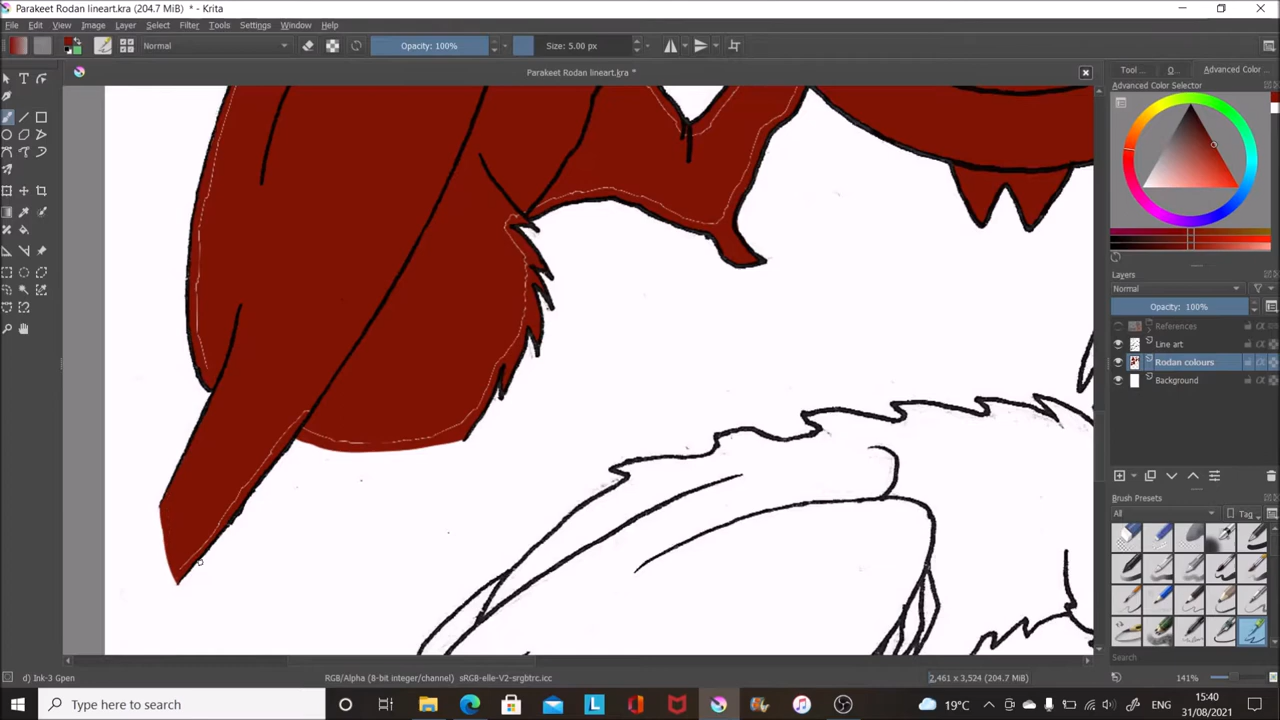 Parakeet Rodan lineart.kra (204.7 MiB) * - Krita
File Edit View Image Layer Select Filter Tools Settings Window Help
Normal Opacity: 100% Size: 5.00 px
Parakeet Rodan lineart.kra *
Tool ... O... Advanced Color ...
Advanced Color Selector
Layers
Normal
Opacity: 100%
References
Line art
Rodan colours
Background
Brush Presets
All Tag
Search
d) Ink-3 Gpen RGB/Alpha (8-bit integer/channel) sRGB-elle-V2-srgbtrc.icc 2,461 x 3,524 (204.7 MiB) 141%
Type here to search L 19°C ENG 15:40
31/08/2021